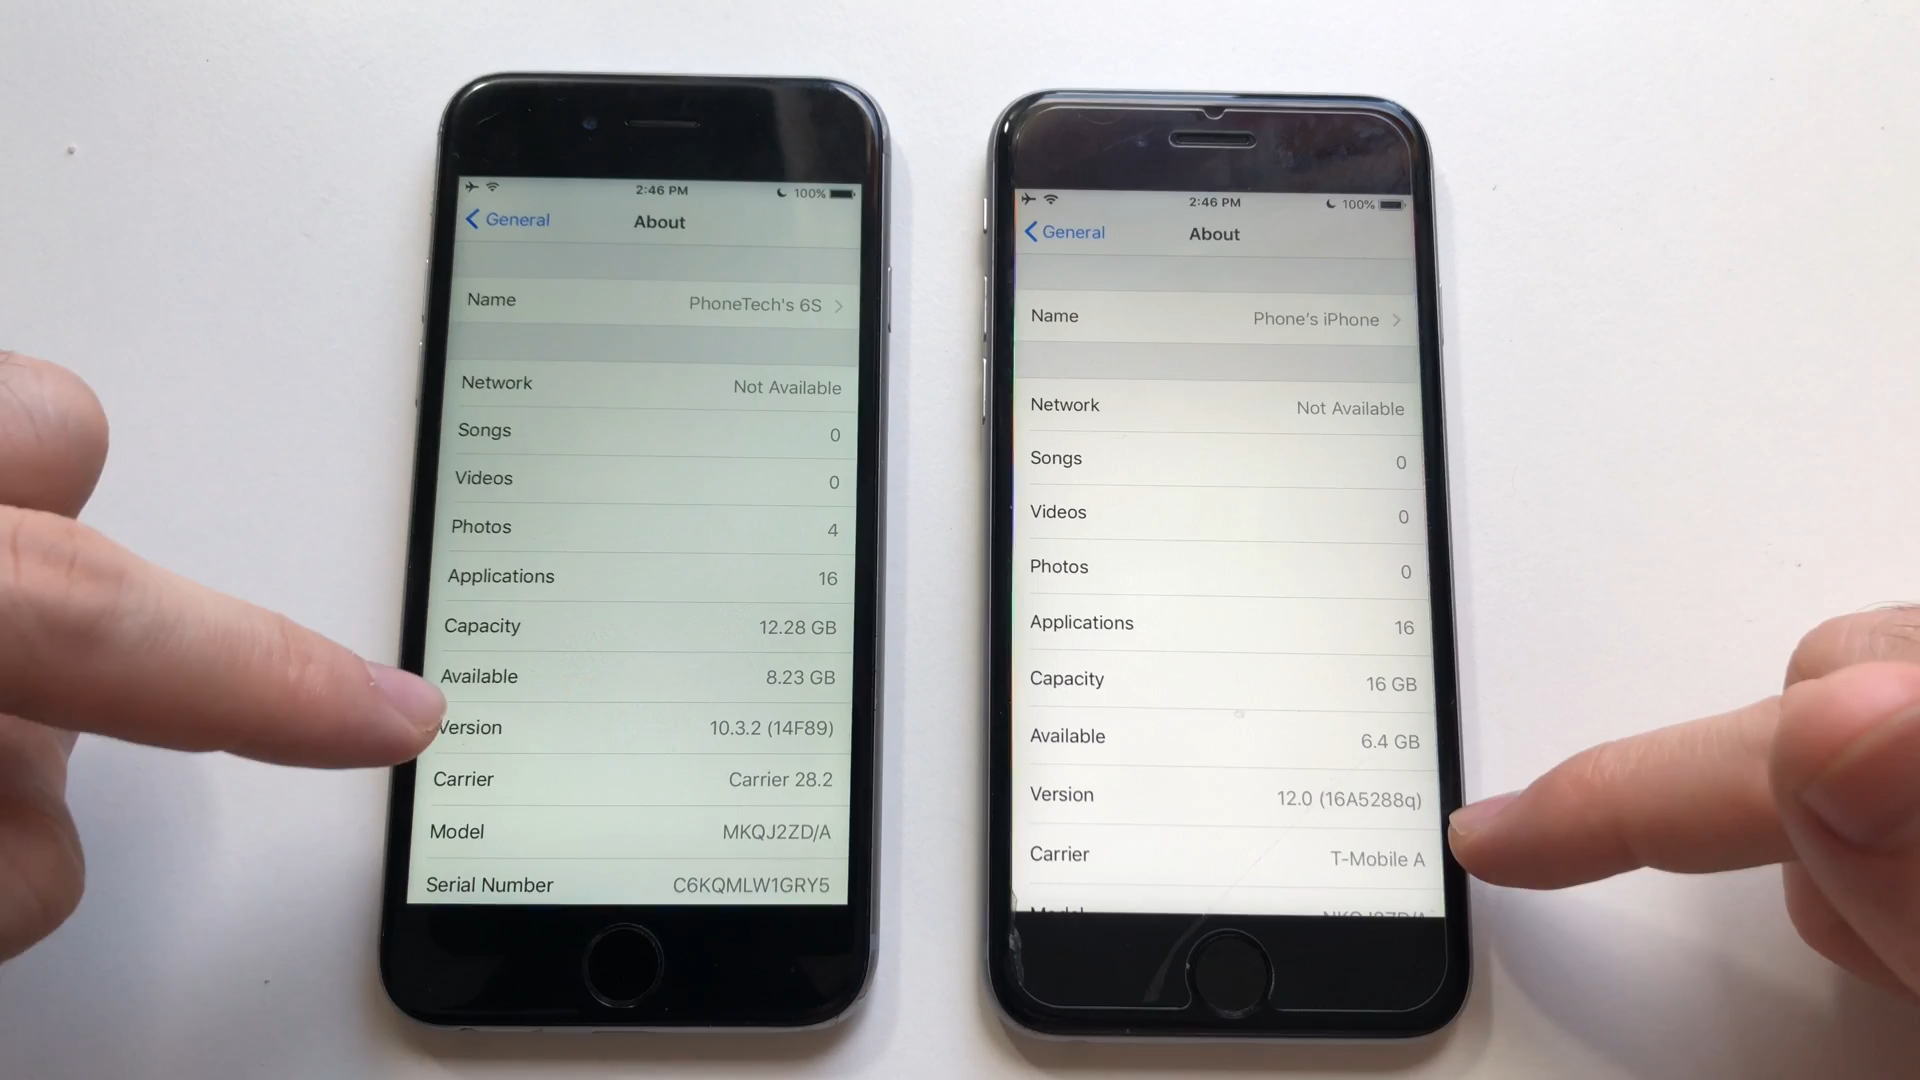 2:46 PM
100%
General
About
Name PhoneTech's 6S
Network Not Available
Songs 0
Videos 0
Photos 4
Applications 16
Capacity 12.28 GB
Available 8.23 GB
Version 10.3.2 (14F89)
Carrier Carrier 28.2
Model MKQJ2ZD/A
Serial Number C6KQMLW1GRY5
2:46 PM
100%
General
About
Name Phone's iPhone
Network Not Available
Songs 0
Videos 0
Photos 0
Applications 16
Capacity 16 GB
Available 6.4 GB
Version 12.0 (16A5288q)
Carrier T-Mobile A
Model